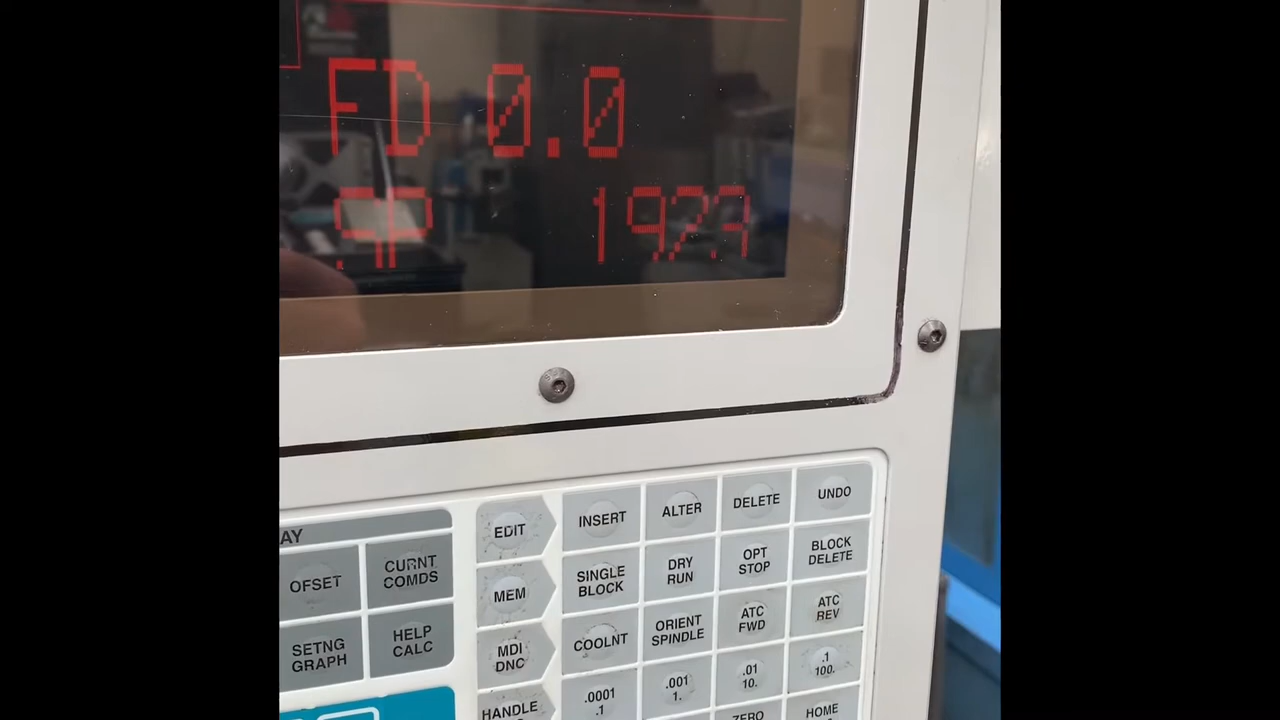 FD 0.0
AY
OFSET
CURNT
COMDS
SETNG
GRAPH
HELP
CALC
EDIT
INSERT
ALTER
DELETE
UNDO
MEM
SINGLE
BLOCK
DRY
RUN
OPT
STOP
BLOCK
DELETE
MDI
DNC
COOLNT
ORIENT
SPINDLE
ATC
FWD
ATC
REV
HANDLE
.0001
.1
.001
1.
.01
10.
.1
100.
ZERO
HOME